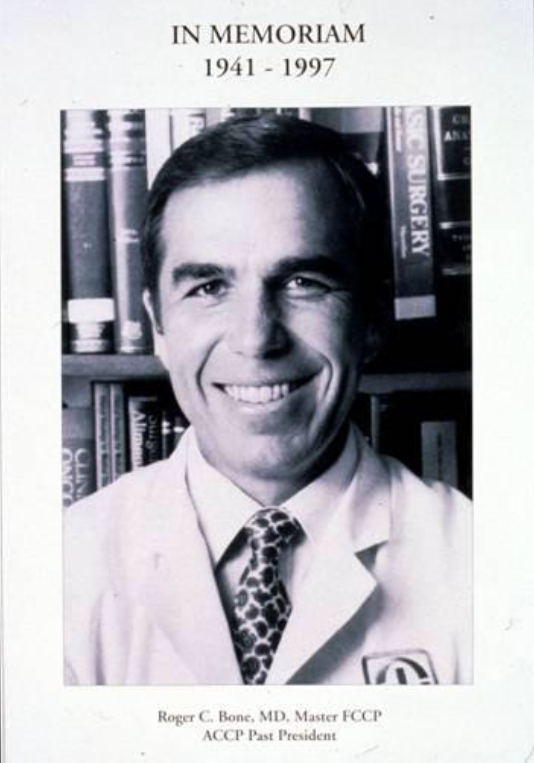 IN MEMORIAM
1941 - 1997
SURGERY
Roger C. Bone, MD, Master FCCP
ACCP Past President